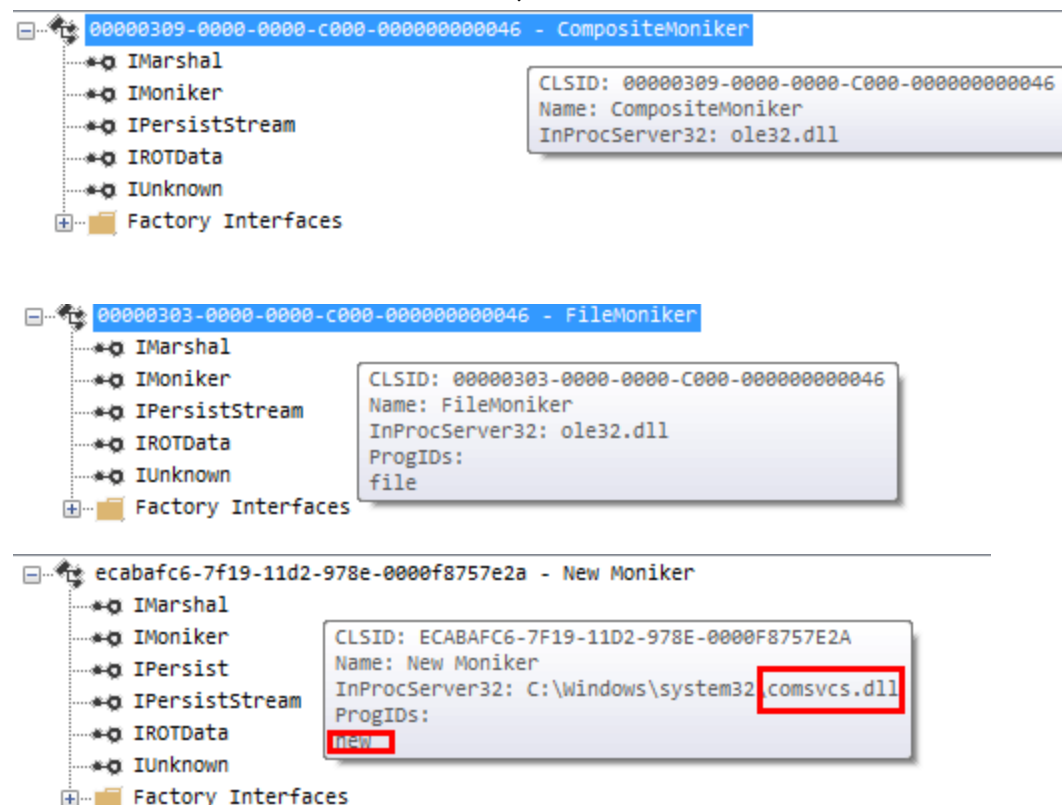 00000309-0000-0000-c000-000000000046 - CompositeMoniker
IMarshal
IMoniker
IPersistStream
IROTData
IUnknown
Factory Interfaces
CLSID: 00000309-0000-0000-C000-000000000046
Name: CompositeMoniker
InProcServer32: ole32.dll
00000303-0000-0000-c000-000000000046 - FileMoniker
IMarshal
IMoniker
IPersistStream
IROTData
IUnknown
Factory Interfaces
CLSID: 00000303-0000-0000-C000-000000000046
Name: FileMoniker
InProcServer32: ole32.dll
ProgIDs:
file
ecabafc6-7f19-11d2-978e-0000f8757e2a - New Moniker
IMarshal
IMoniker
IPersist
IPersistStream
IROTData
IUnknown
Factory Interfaces
CLSID: ECABAFC6-7F19-11D2-978E-0000F8757E2A
Name: New Moniker
InProcServer32: C:\Windows\system32\comsvcs.dll
ProgIDs:
new